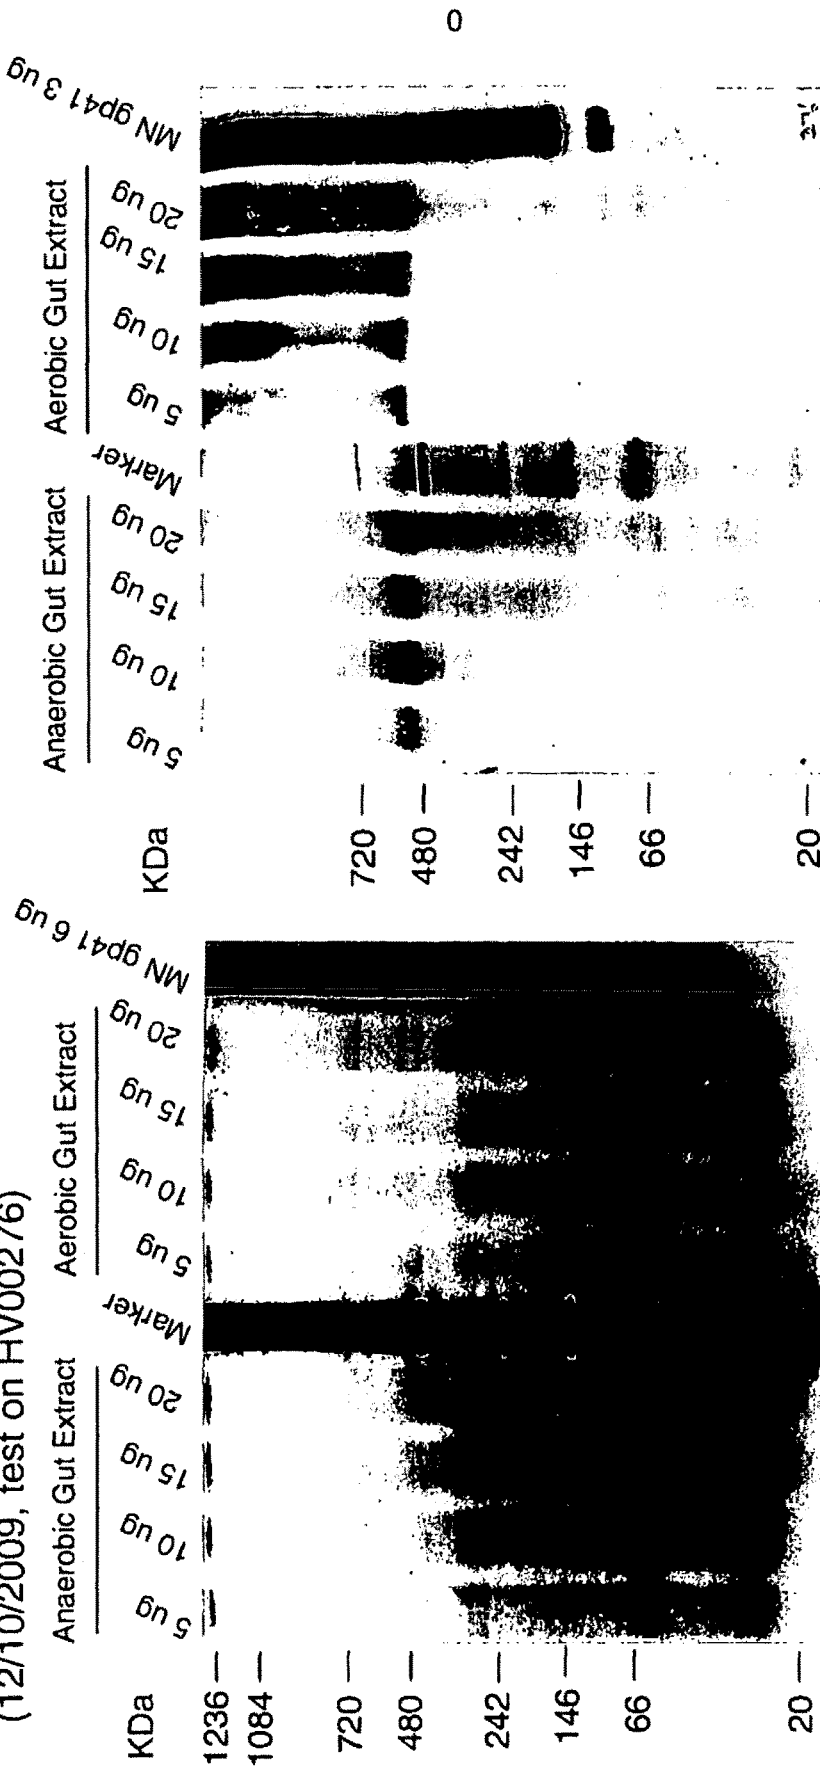 (12/10/2009, test on HV00276)
Anaerobic Gut Extract
Aerobic Gut Extract
KDa
5 ug
10 ug
15 ug
20 ug
Marker
5 ug
10 ug
15 ug
20 ug
MN gp41 6 ug
1236
1084
720
480
242
146
66
20
Anaerobic Gut Extract
Aerobic Gut Extract
KDa
5 ug
10 ug
15 ug
20 ug
Marker
5 ug
10 ug
15 ug
20 ug
MN gp41 3 ug
720
480
242
146
66
20
0